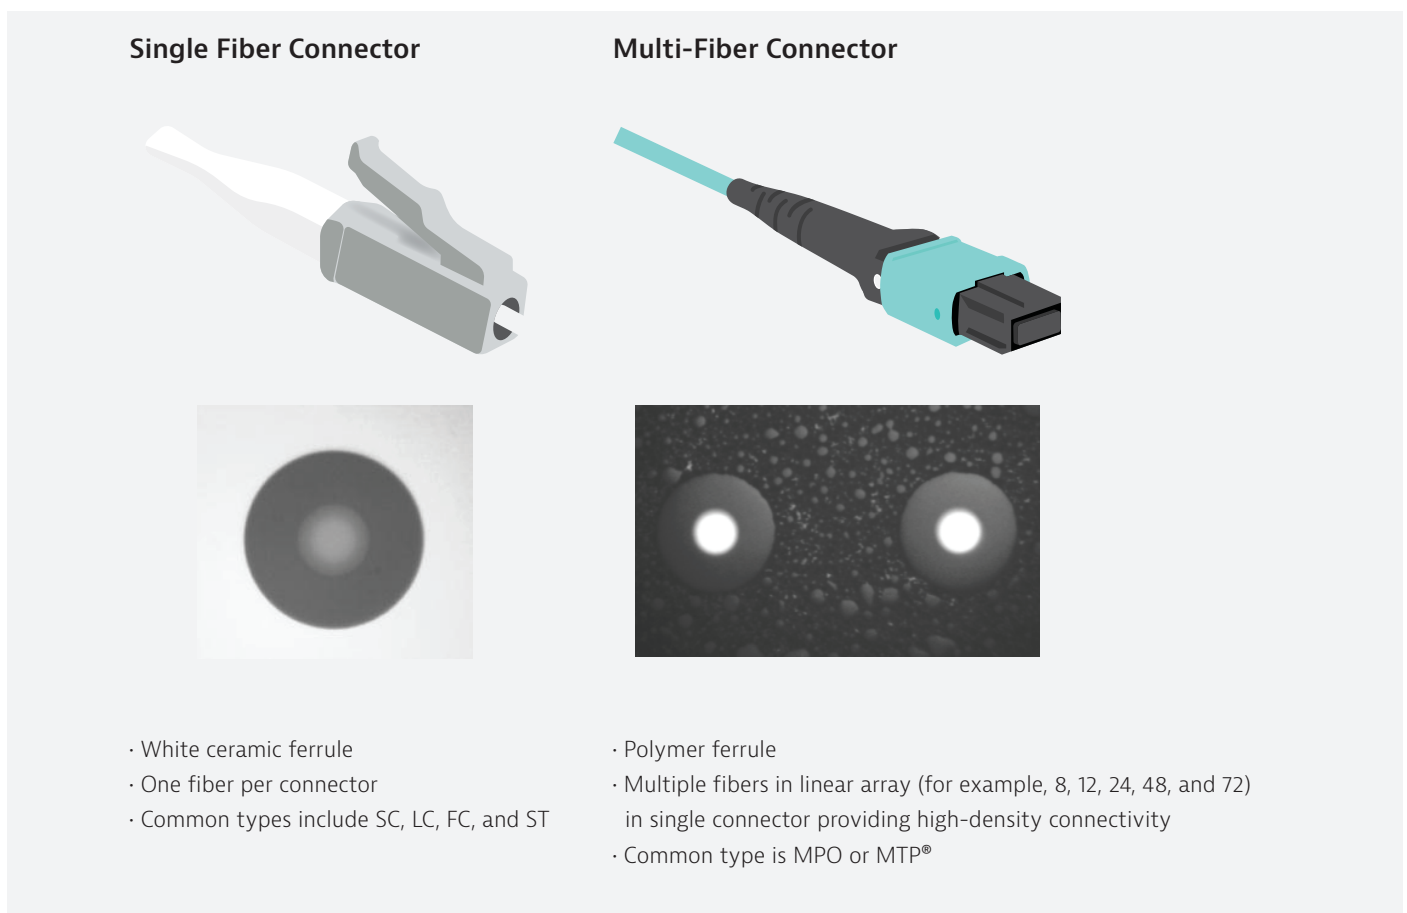 Single Fiber Connector
Multi-Fiber Connector
· White ceramic ferrule
· One fiber per connector
· Common types include SC, LC, FC, and ST
· Polymer ferrule
· Multiple fibers in linear array (for example, 8, 12, 24, 48, and 72)
in single connector providing high-density connectivity
· Common type is MPO or MTP®